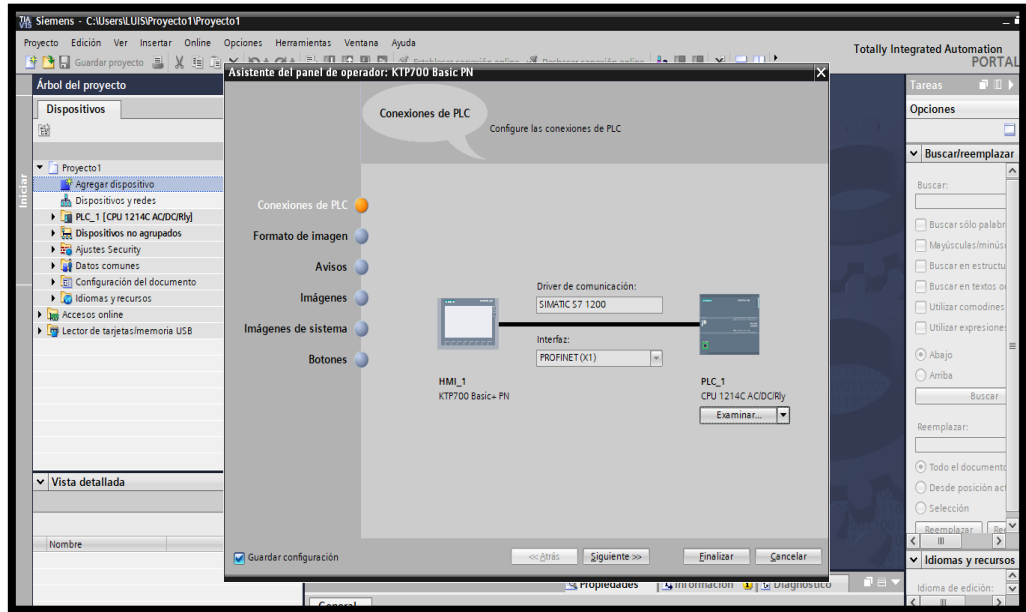 Siemens - C:\Users\LUIS\Proyecto1\Proyecto1
Proyecto Edición Ver Insertar Online Opciones Herramientas Ventana Ayuda
Totally Integrated Automation
PORTAL
Guardar proyecto
Establecer conexión online
Deshacer conexión online
Árbol del proyecto
Dispositivos
Iniciar
Proyecto1
Agregar dispositivo
Dispositivos y redes
PLC_1 [CPU 1214C AC/DC/Rly]
Dispositivos no agrupados
Ajustes Security
Datos comunes
Configuración del documento
Idiomas y recursos
Accesos online
Lector de tarjetas/memoria USB
Vista detallada
Nombre
Asistente del panel de operador: KTP700 Basic PN
X
Conexiones de PLC
Configure las conexiones de PLC
Conexiones de PLC
Formato de imagen
Avisos
Imágenes
Imágenes de sistema
Botones
Driver de comunicación:
SIMATIC S7 1200
Interfaz:
PROFINET (X1)
HMI_1
KTP700 Basic+ PN
PLC_1
CPU 1214C AC/DC/Rly
Examinar...
Guardar configuración
<< Atrás
Siguiente >>
Finalizar
Cancelar
Propiedades
Información
Diagnóstico
General
Tareas
Opciones
Buscar/reemplazar
Buscar:
Buscar sólo palabr
Mayúsculas/minús
Buscar en estructu
Buscar en textos o
Utilizar comodines
Utilizar expresiones
Abajo
Arriba
Buscar
Reemplazar:
Todo el documento
Desde posición act
Selección
Reemplazar
Idiomas y recursos
Idioma de edición: